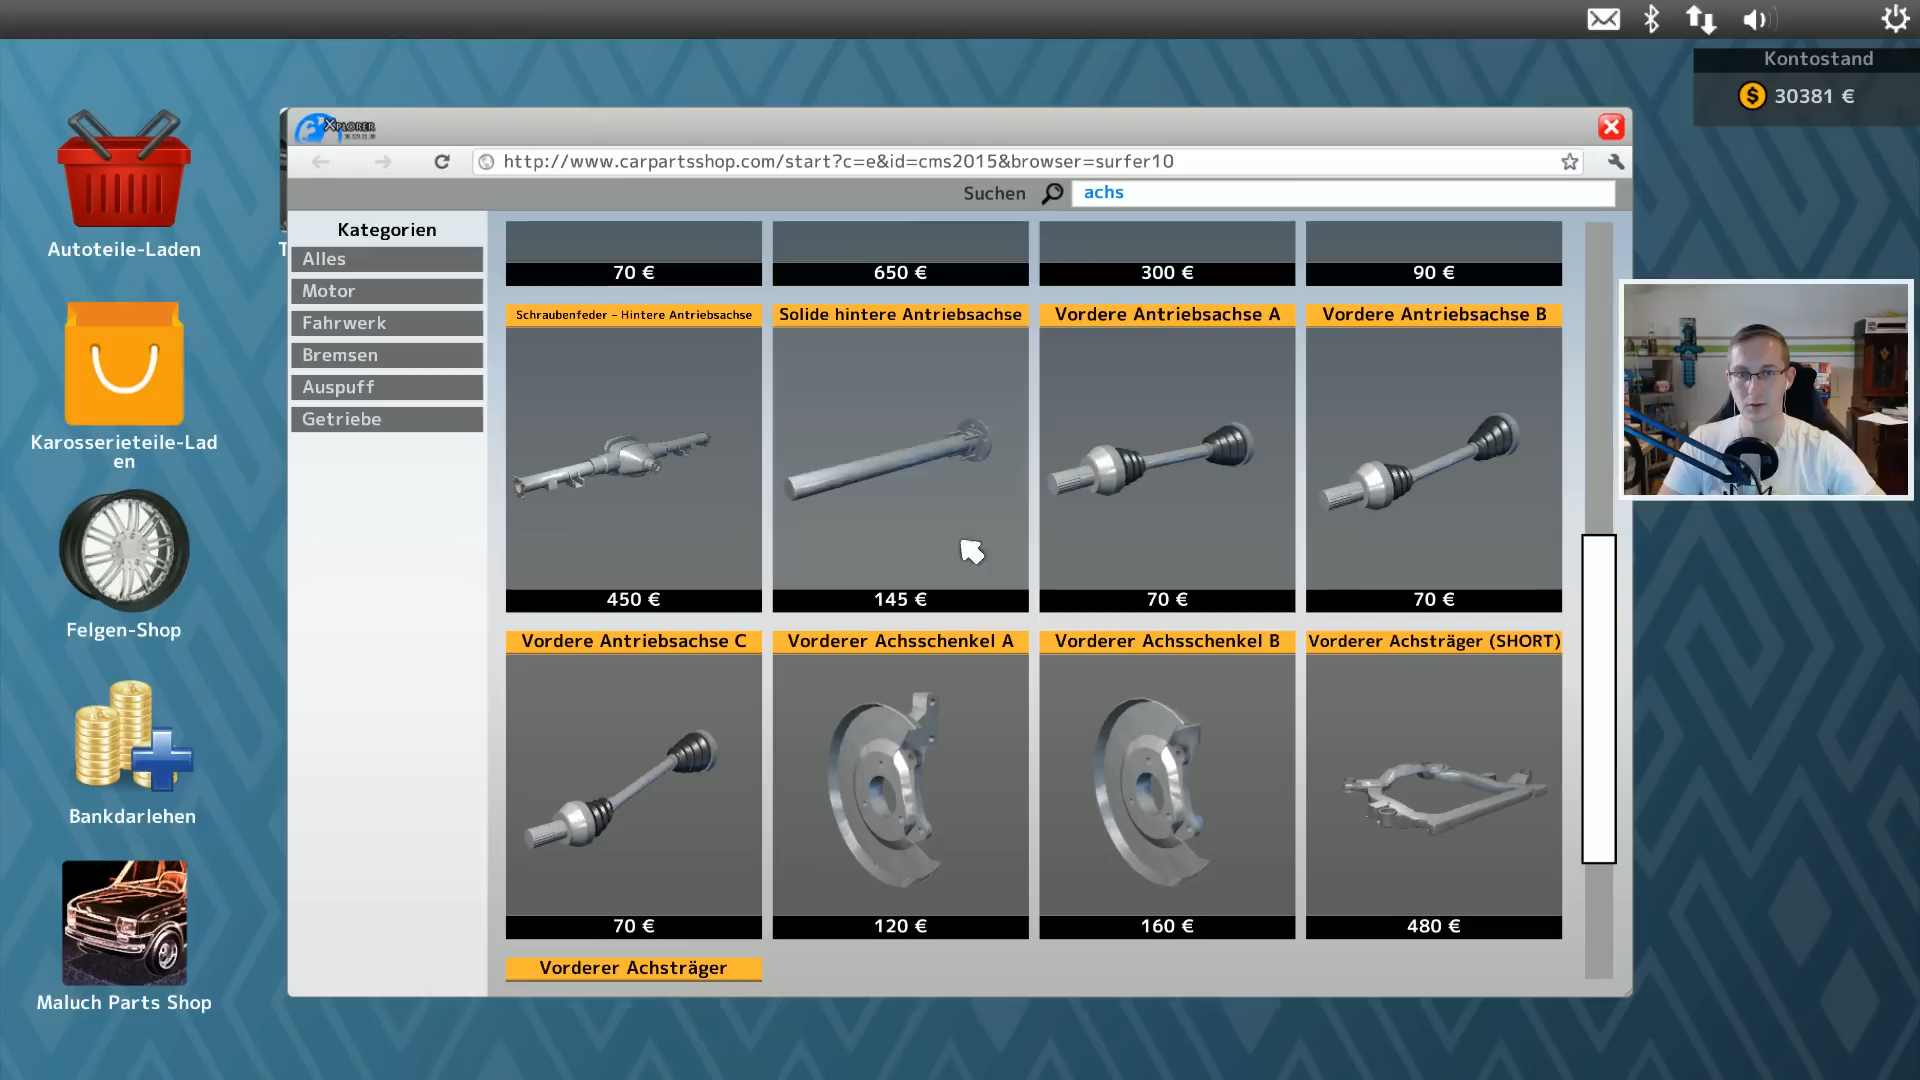 Kontostand
30381 €
XPLORER
http://www.carpartsshop.com/start?c=e&id=cms2015&browser=surfer10
Suchen
achs
Kategorien
Alles
Motor
Fahrwerk
Bremsen
Auspuff
Getriebe
Autoteile-Laden
T
Karosserieteile-Lad
en
Felgen-Shop
Bankdarlehen
Maluch Parts Shop
70 €
650 €
300 €
90 €
Schraubenfeder - Hintere Antriebsachse
Solide hintere Antriebsachse
Vordere Antriebsachse A
Vordere Antriebsachse B
450 €
145 €
70 €
70 €
Vordere Antriebsachse C
Vorderer Achsschenkel A
Vorderer Achsschenkel B
Vorderer Achsträger (SHORT)
70 €
120 €
160 €
480 €
Vorderer Achsträger